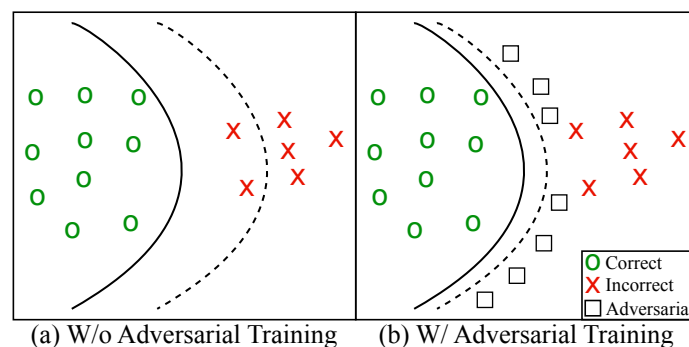 Correct
Incorrect
Adversaria
(a) W/o Adversarial Training
(b) W/ Adversarial Training